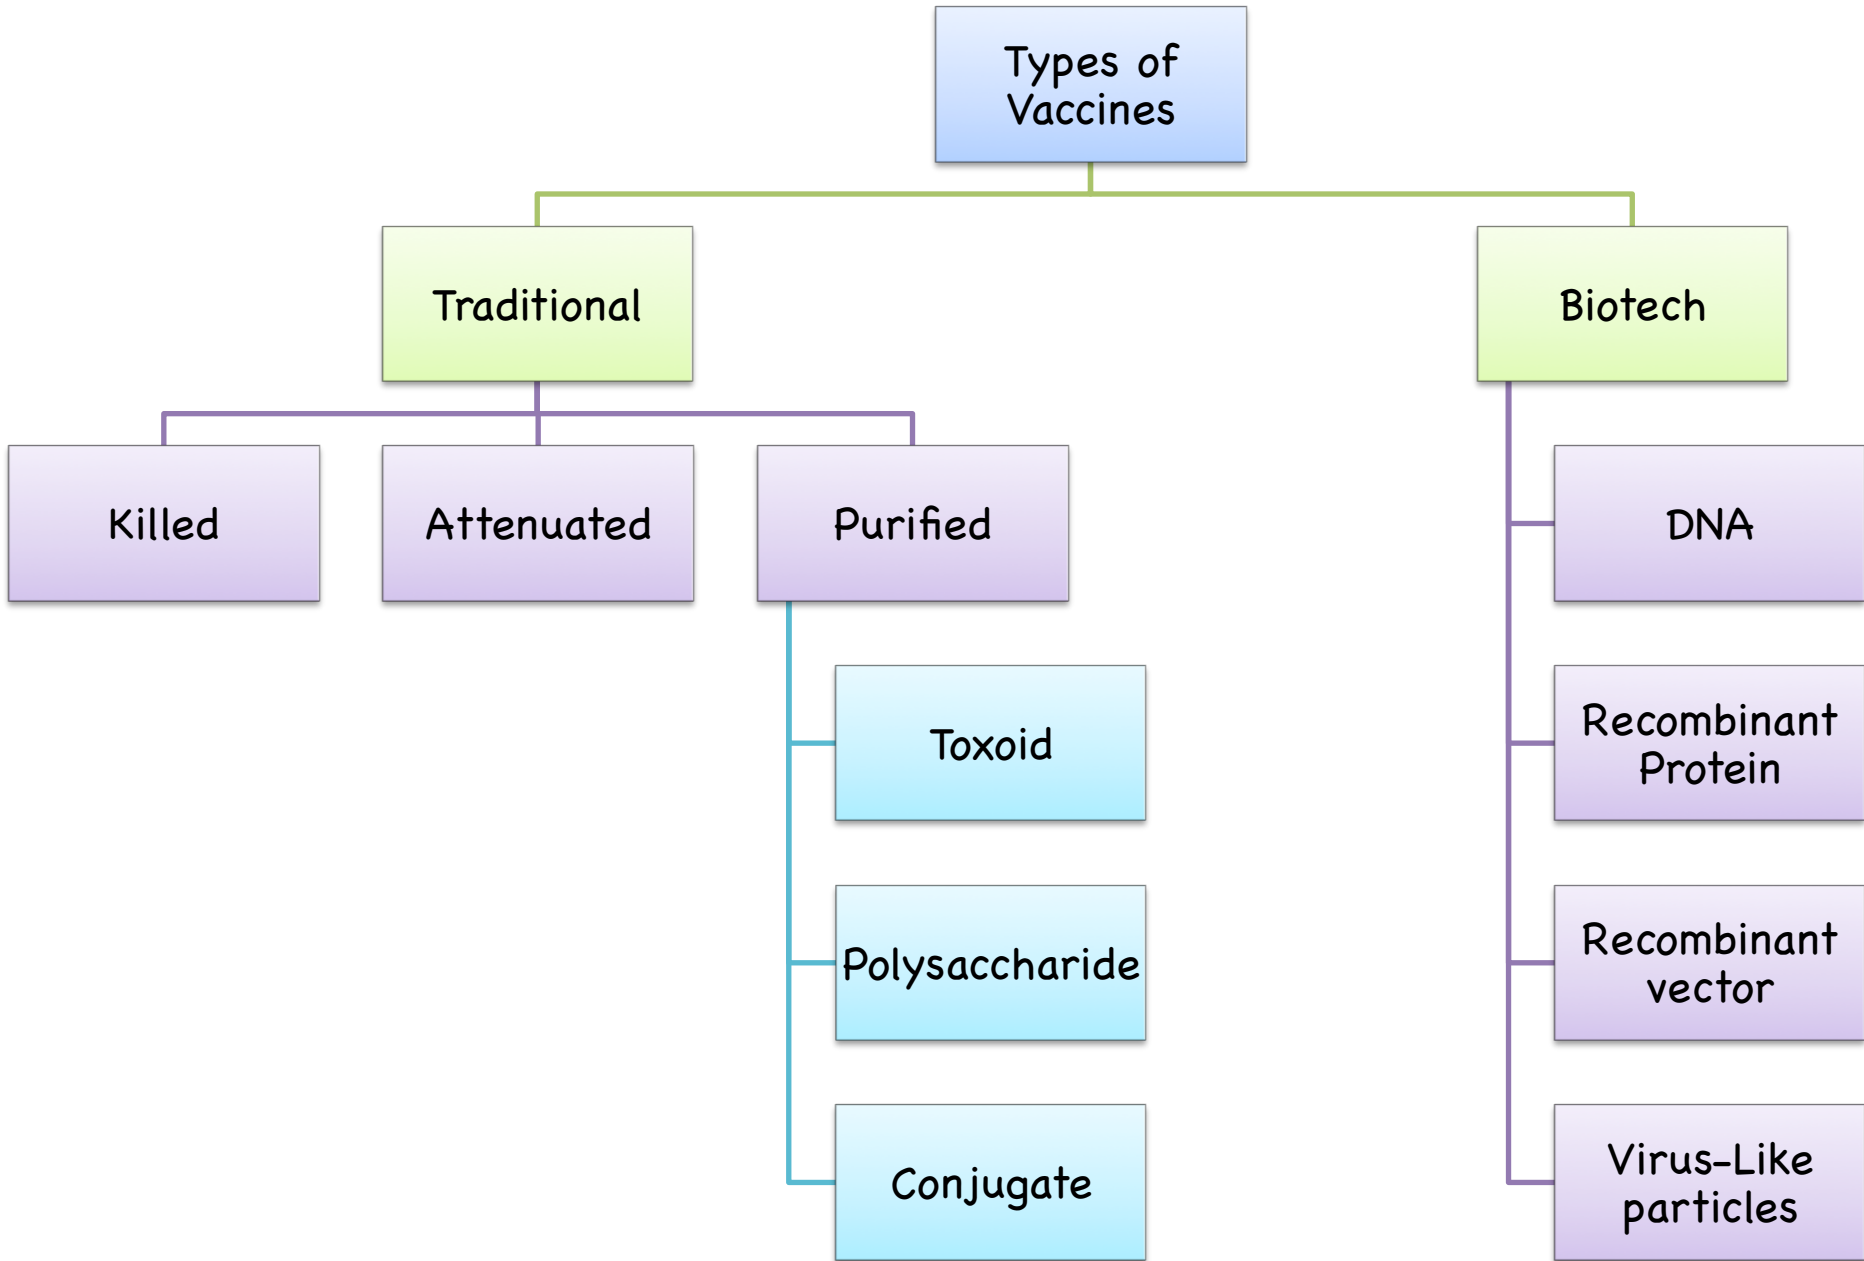 Types of
Vaccines
Traditional
Biotech
Killed
Attenuated
Purified
DNA
Toxoid
Recombinant
Protein
Polysaccharide
Recombinant
vector
Conjugate
Virus-Like
particles